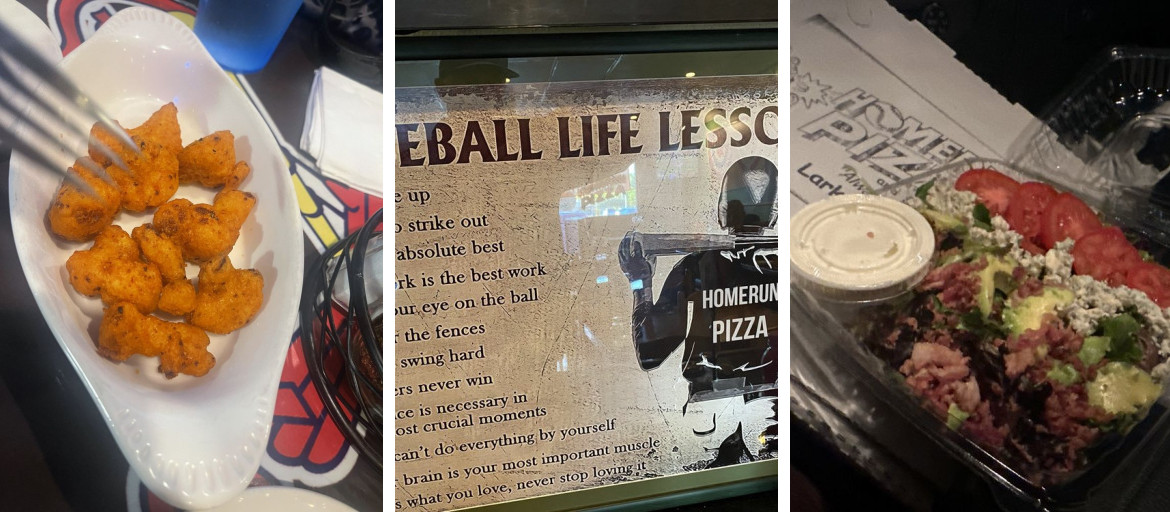 EBALL LIFE LESSO
e up
o strike out
absolute best
rk is the best work
our eye on the ball
r the fences
swing hard
ers never win
ce is necessary in
ost crucial moments
can't do everything by yourself
brain is your most important muscle
s what you love, never stop loving it
HOMERUN
PIZZA
HOME
PIZZ
Lark